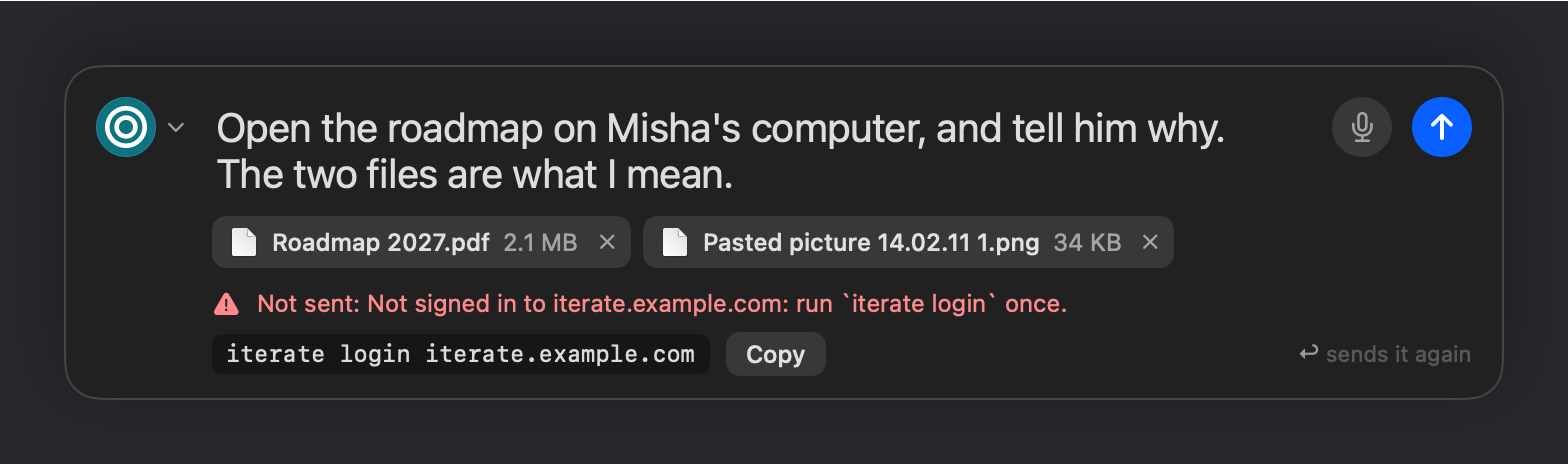 Open the roadmap on Misha's computer, and tell him why.
The two files are what I mean.
Roadmap 2027.pdf 2.1 MB × Pasted picture 14.02.11 1.png 34 KB ×
Not sent: Not signed in to iterate.example.com: run `iterate login` once.
iterate login iterate.example.com Copy ↩ sends it again